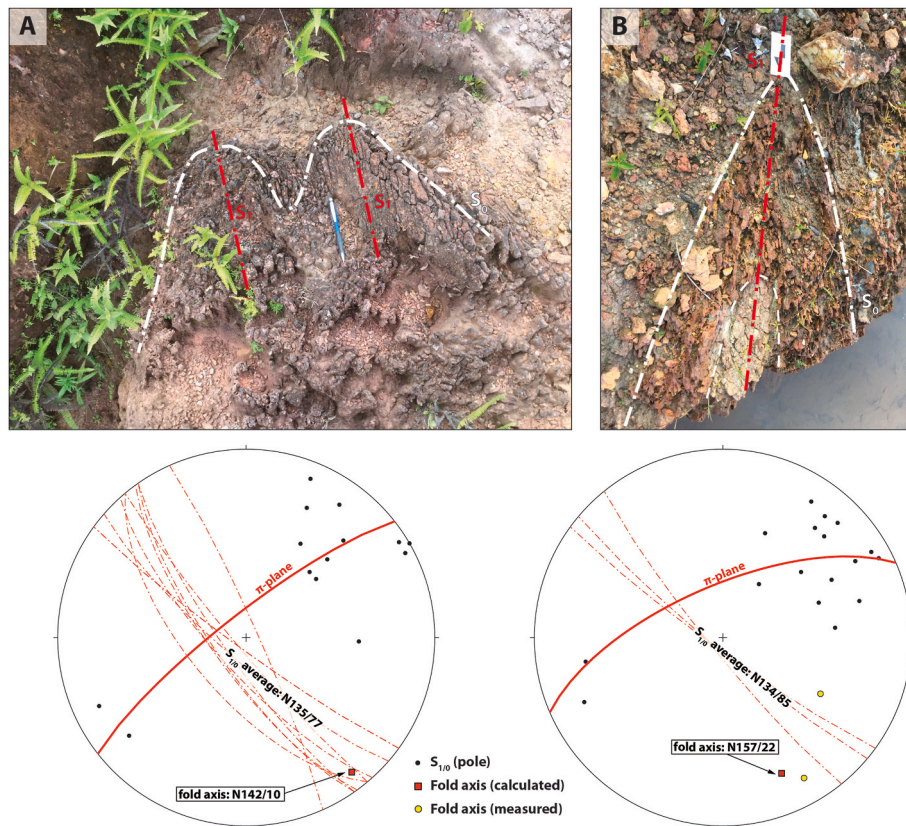 A
B
S₁
S₁
S₁
S₀
S₀
π-plane
π-plane
S₁/₀ average: N135/77
S₁/₀ average: N134/85
fold axis: N142/10
fold axis: N157/22
S₁/₀ (pole)
Fold axis (calculated)
Fold axis (measured)